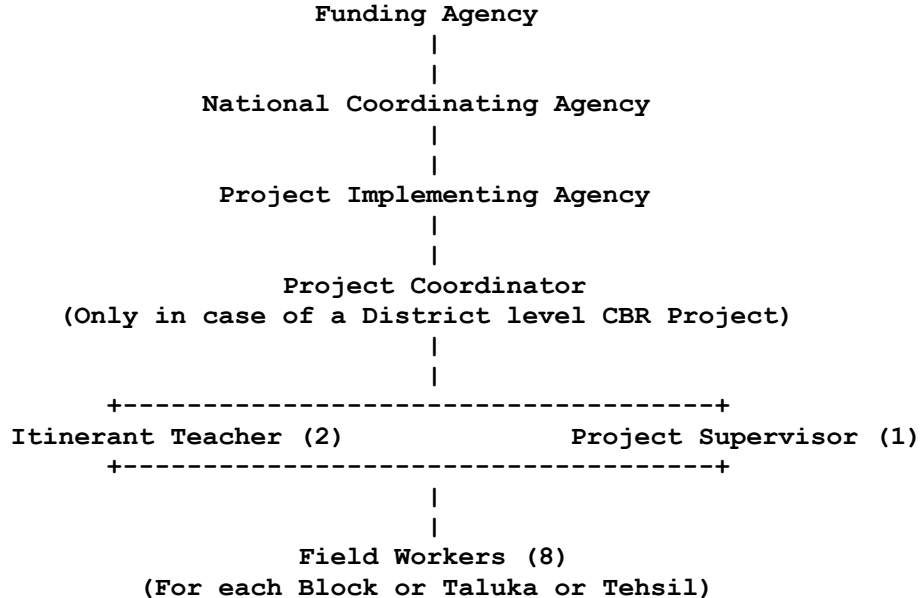 Funding Agency
|
|
National Coordinating Agency
|
|
Project Implementing Agency
|
|
Project Coordinator
(Only in case of a District level CBR Project)
|
|
+-------------------------------------+
Itinerant Teacher (2) Project Supervisor (1)
+-------------------------------------+
|
|
Field Workers (8)
(For each Block or Taluka or Tehsil)